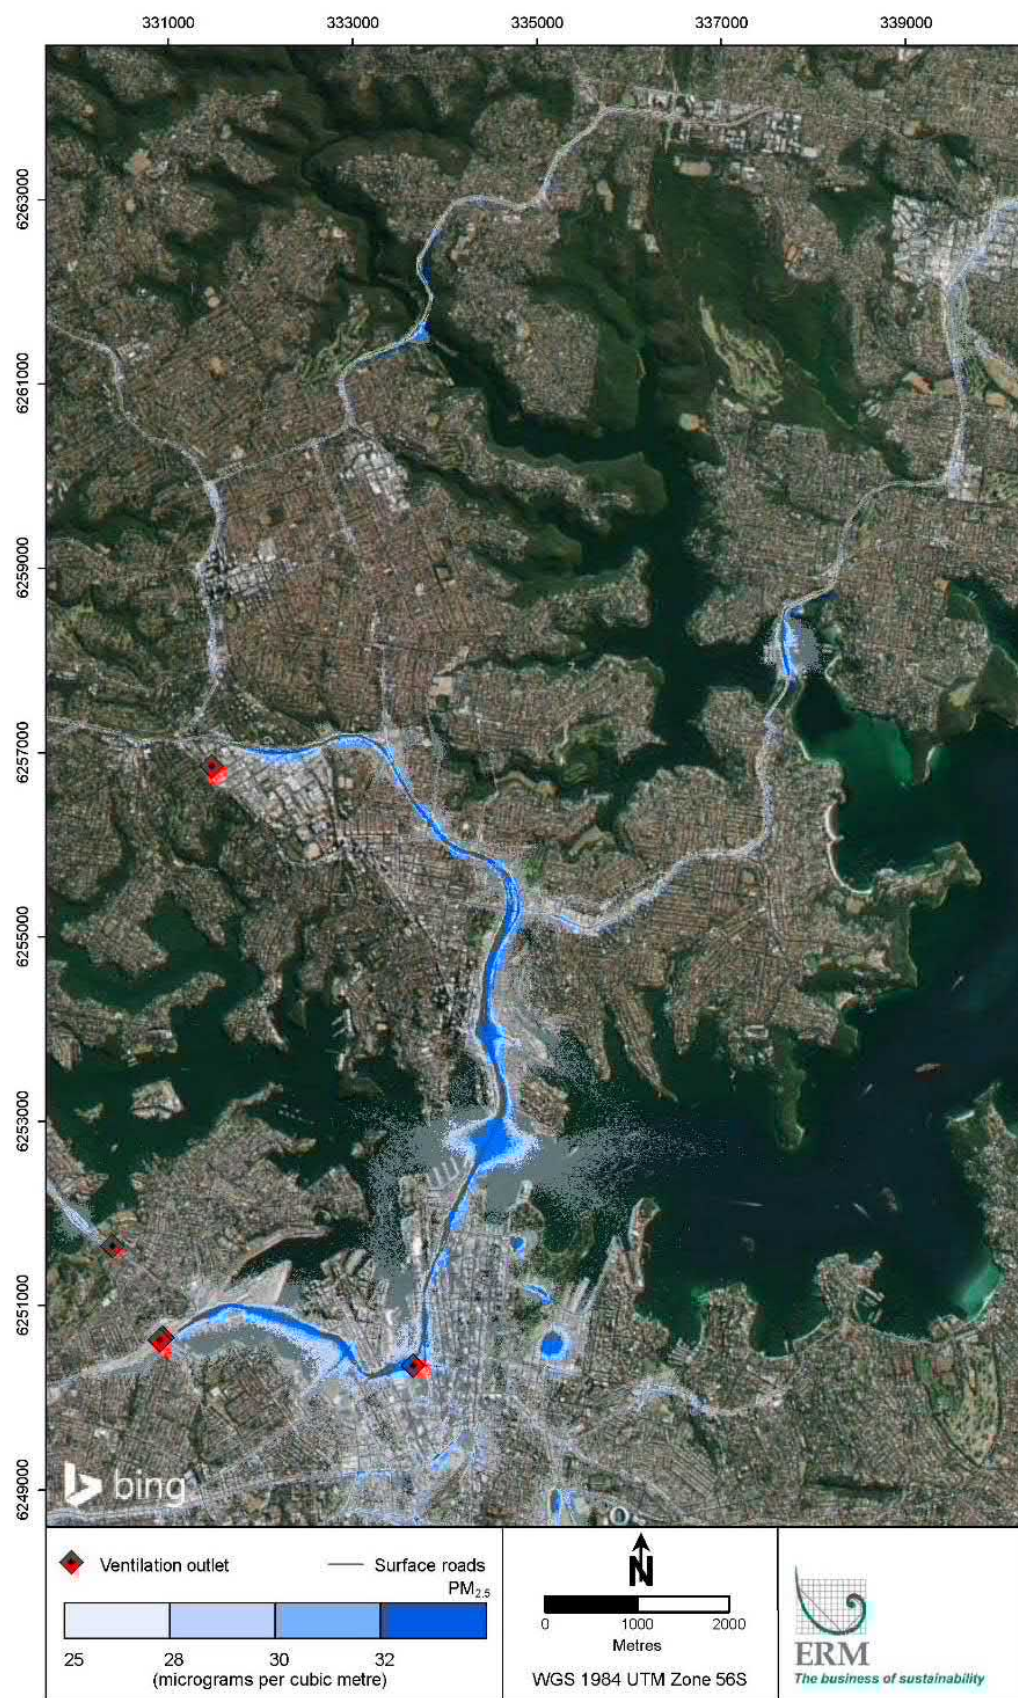 331000 333000 335000 337000 339000
6263000
6261000
6259000
6257000
6255000
6253000
6251000
6249000
bing
Ventilation outlet
Surface roads
PM2.5
25 28 30 32
(micrograms per cubic metre)
N
0 1000 2000
Metres
WGS 1984 UTM Zone 56S
ERM
The business of sustainability